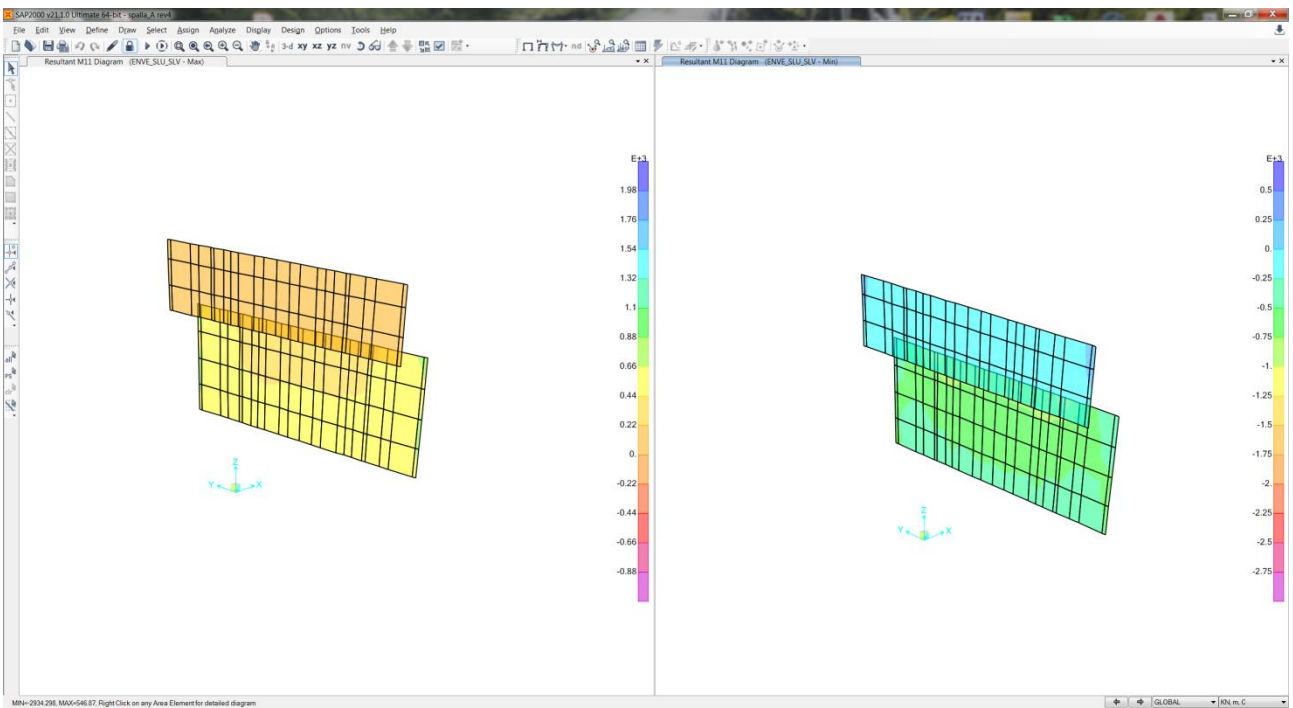 SAP2000 v21.1.0 Ultimate 64-bit - spalla_A rev4
File Edit View Define Draw Select Assign Analyze Display Design Options Tools Help
3-d xy xz yz nv
nd
Resultant M11 Diagram (ENVE_SLU_SLV - Max)
E+3
1.98
1.76
1.54
1.32
1.1
0.88
0.66
0.44
0.22
0.
-0.22
-0.44
-0.66
-0.88
Z
Y X
Resultant M11 Diagram (ENVE_SLU_SLV - Min)
E+3
0.5
0.25
0.
-0.25
-0.5
-0.75
-1.
-1.25
-1.5
-1.75
-2.
-2.25
-2.5
-2.75
Z
Y X
MIN=-2934.298, MAX=546.87, Right Click on any Area Element for detailed diagram
GLOBAL
KN, m, C